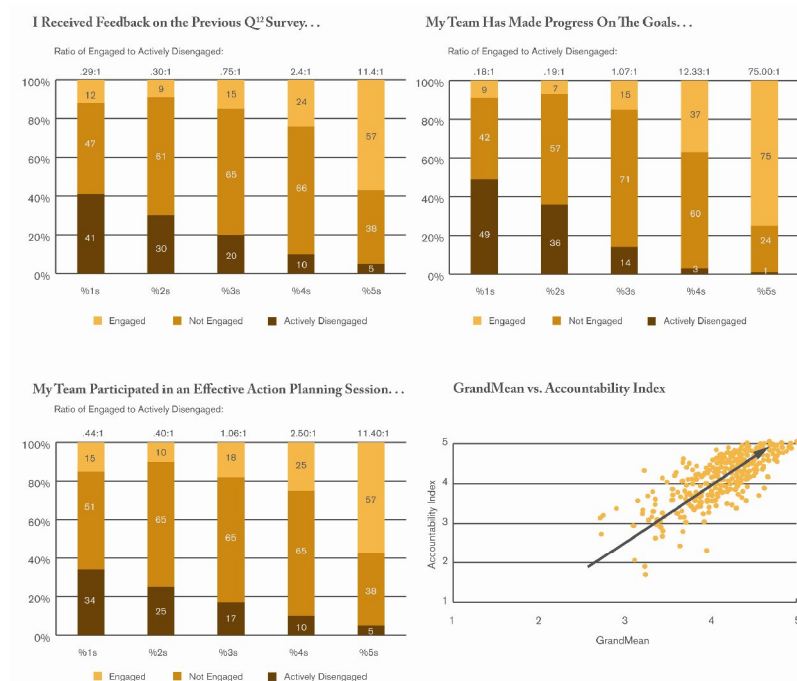 I Received Feedback on the Previous Q12 Survey. . .
Ratio of Engaged to Actively Disengaged:
.29:1 .30:1 .75:1 2.4:1 11.4:1
100%
80%
60%
40%
20%
0%
12 9 15 24 57
47 61 65 66 38
41 30 20 10 5
%1s %2s %3s %4s %5s
Engaged Not Engaged Actively Disengaged
My Team Has Made Progress On The Goals. . .
Ratio of Engaged to Actively Disengaged:
.18:1 .19:1 1.07:1 12.33:1 75.00:1
100%
80%
60%
40%
20%
0%
9 7 15 37 75
42 57 71 60 24
49 36 14 3 1
%1s %2s %3s %4s %5s
Engaged Not Engaged Actively Disengaged
My Team Participated in an Effective Action Planning Session. . .
Ratio of Engaged to Actively Disengaged:
.44:1 .40:1 1.06:1 2.50:1 11.40:1
100%
80%
60%
40%
20%
0%
15 10 18 25 57
51 65 65 65 38
34 25 17 10 5
%1s %2s %3s %4s %5s
Engaged Not Engaged Actively Disengaged
GrandMean vs. Accountability Index
Accountability Index
5
4
3
2
1
1 2 3 4 5
GrandMean